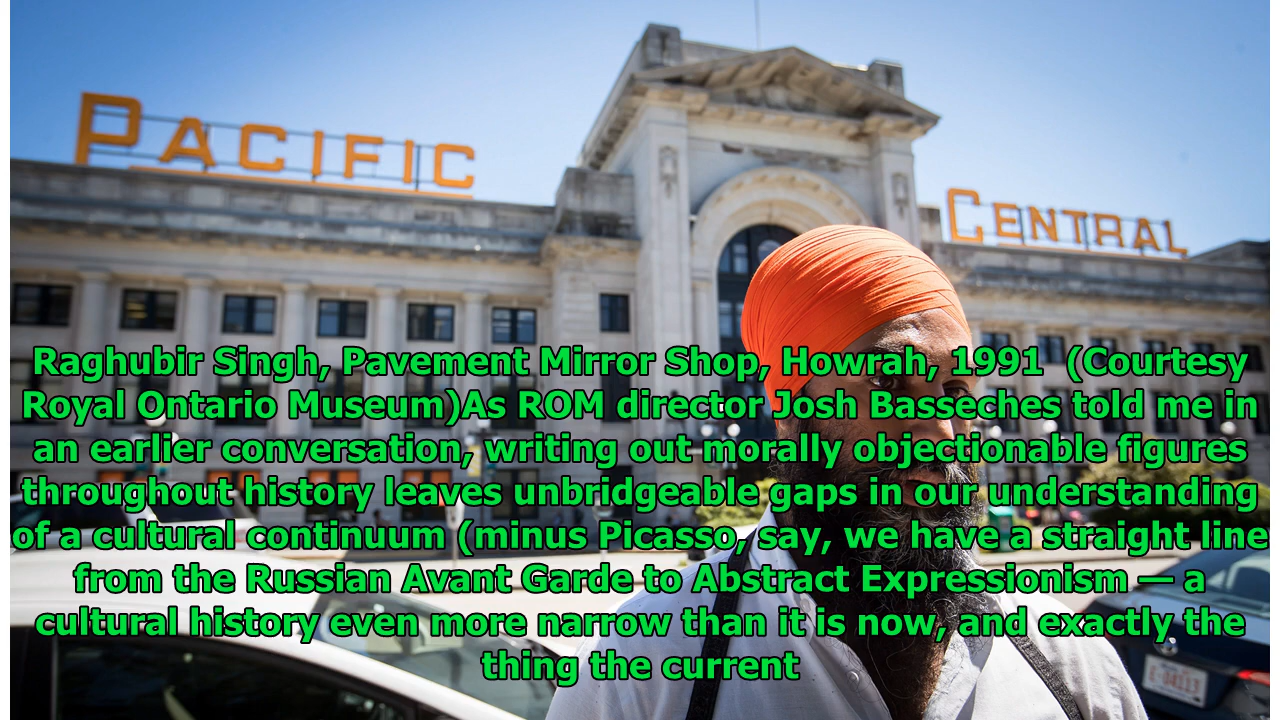 PACIFIC
CENTRAL
Raghubir Singh, Pavement Mirror Shop, Howrah, 1991 (Courtesy
Royal Ontario Museum)As ROM director Josh Basseches told me in
an earlier conversation, writing out morally objectionable figures
throughout history leaves unbridgeable gaps in our understanding
of a cultural continuum (minus Picasso, say, we have a straight line
from the Russian Avant Garde to Abstract Expressionism — a
cultural history even more narrow than it is now, and exactly the
thing the current